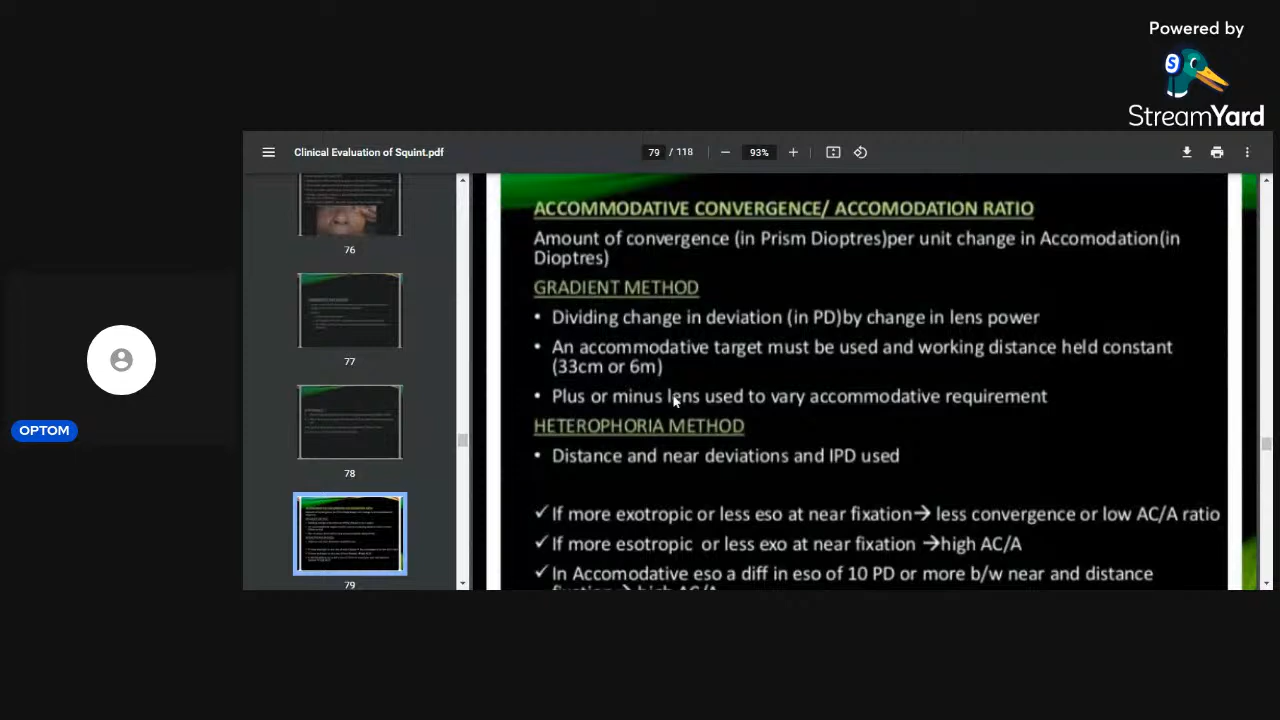 Powered by
S
StreamYard
Clinical Evaluation of Squint.pdf
79 / 118
93%
76
77
78
79
OPTOM
ACCOMMODATIVE CONVERGENCE/ ACCOMODATION RATIO
Amount of convergence (in Prism Dioptres)per unit change in Accomodation(in
Dioptres)
GRADIENT METHOD
• Dividing change in deviation (in PD)by change in lens power
• An accommodative target must be used and working distance held constant
(33cm or 6m)
• Plus or minus lens used to vary accommodative requirement
HETEROPHORIA METHOD
• Distance and near deviations and IPD used
✓If more exotropic or less so at near fixation→ less convergence or low AC/A ratio
✓If more esotropic or less so at near fixation →high AC/A
✓In Accomodative eso a diff in eso of 10 PD or more b/w near and distance
fixation → high AC/A